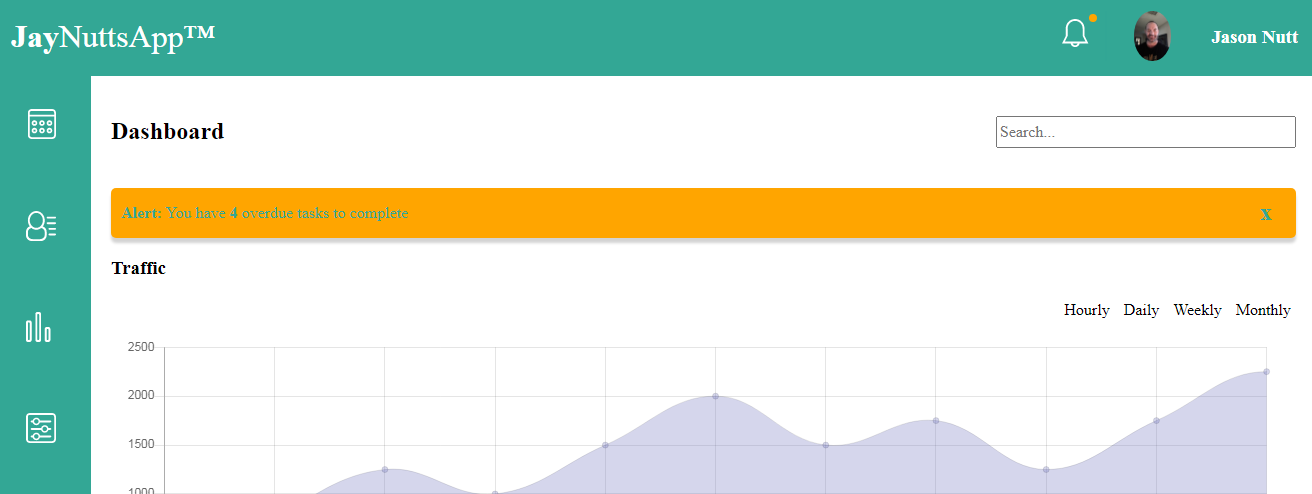 JayNuttsApp™
Jason Nutt
Dashboard
Search...
Alert: You have 4 overdue tasks to complete
X
Traffic
Hourly Daily Weekly Monthly
2500
2000
1500
1000